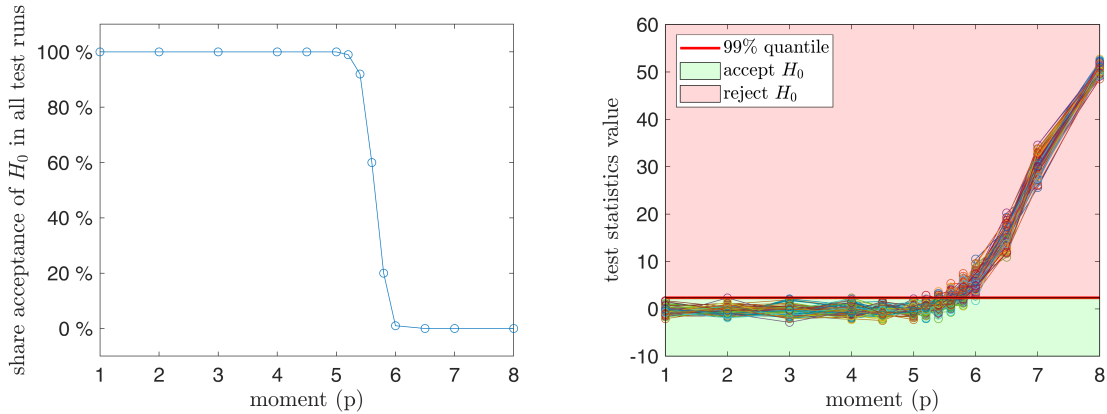 share acceptance of H0 in all test runs
100 %
80 %
60 %
40 %
20 %
0 %
1 2 3 4 5 6 7 8
moment (p)
test statistics value
60
50
40
30
20
10
0
-10
99% quantile
accept H0
reject H0
1 2 3 4 5 6 7 8
moment (p)